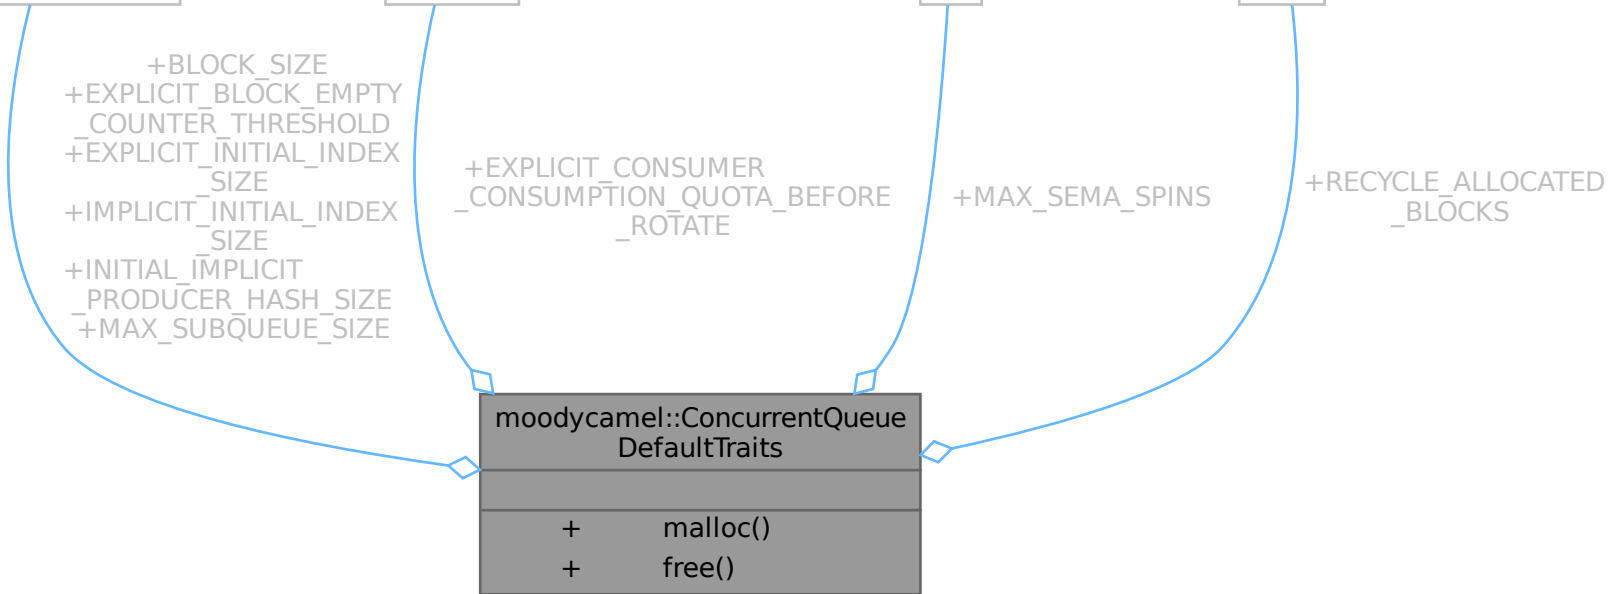 +BLOCK_SIZE
+EXPLICIT_BLOCK_EMPTY
_COUNTER_THRESHOLD
+EXPLICIT_INITIAL_INDEX
_SIZE
+IMPLICIT_INITIAL_INDEX
_SIZE
+INITIAL_IMPLICIT
_PRODUCER_HASH_SIZE
+MAX_SUBQUEUE_SIZE
+EXPLICIT_CONSUMER
_CONSUMPTION_QUOTA_BEFORE
_ROTATE
+MAX_SEMA_SPINS
+RECYCLE_ALLOCATED
_BLOCKS
moodycamel::ConcurrentQueue
DefaultTraits
+ malloc()
+ free()